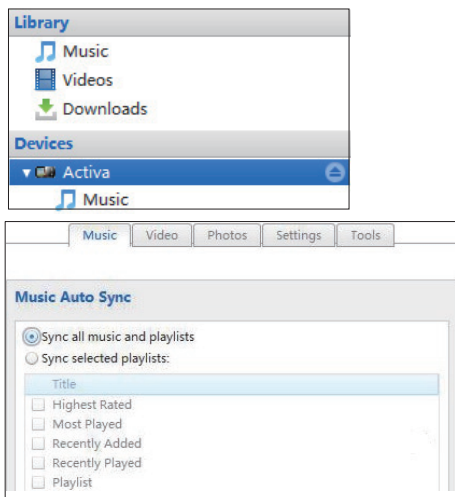 Library
Music
Videos
Downloads
Devices
Activa
Music
Music Video Photos Settings Tools
Music Auto Sync
Sync all music and playlists
Sync selected playlists:
Title
Highest Rated
Most Played
Recently Added
Recently Played
Playlist